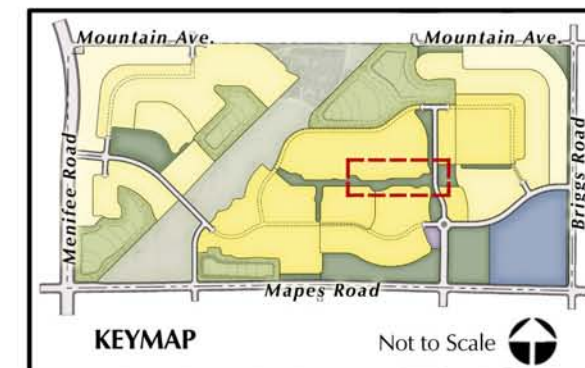 Mountain Ave.
Mountain Ave.
Menifee Road
Briggs Road
Mapes Road
KEYMAP
Not to Scale